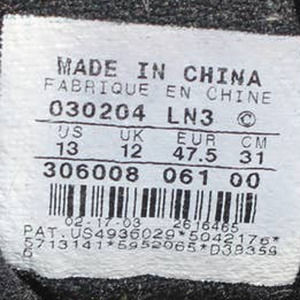 MADE IN CHINA
FABRIQUE EN CHINE
030204 LN3 ©
US UK EUR CM
13 12 47.5 31
306008 061 00
02-17-03 2616465
PAT.US4936029*5042176*
5713141*5952065*D38359
6